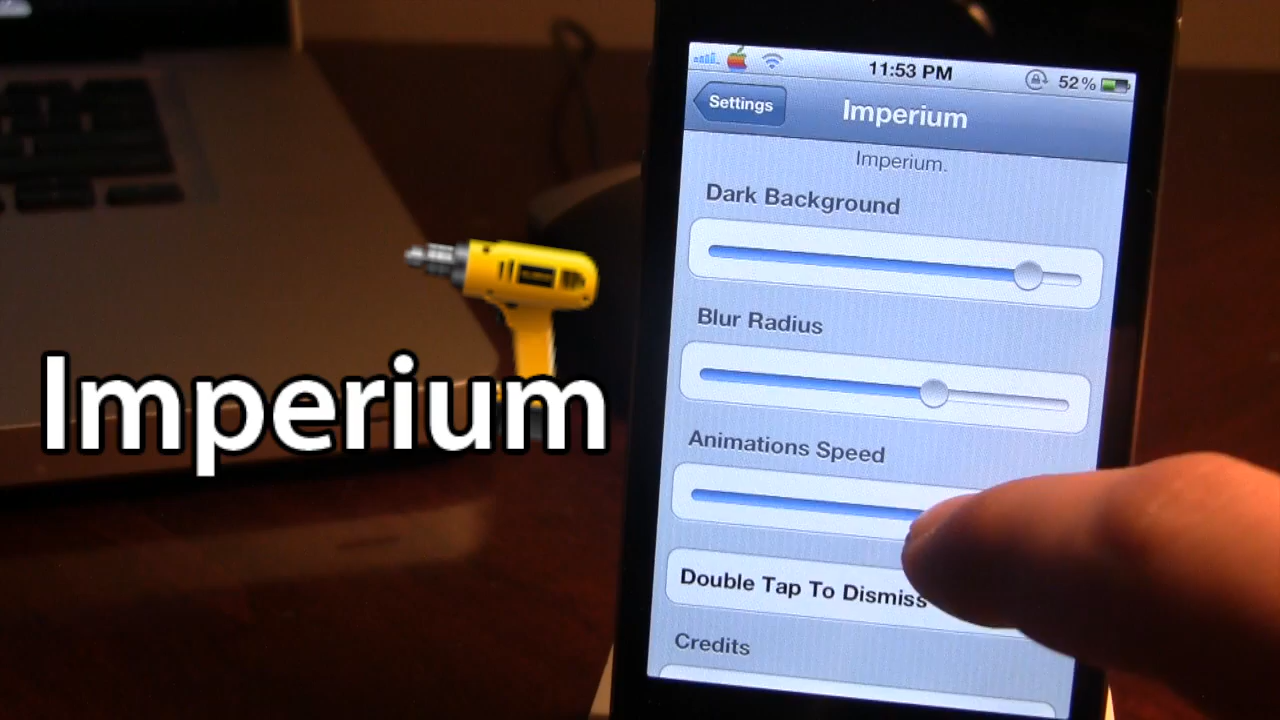 11:53 PM
52%
Settings
Imperium
Imperium.
Dark Background
Blur Radius
Animations Speed
Double Tap To Dismiss
Credits
Imperium